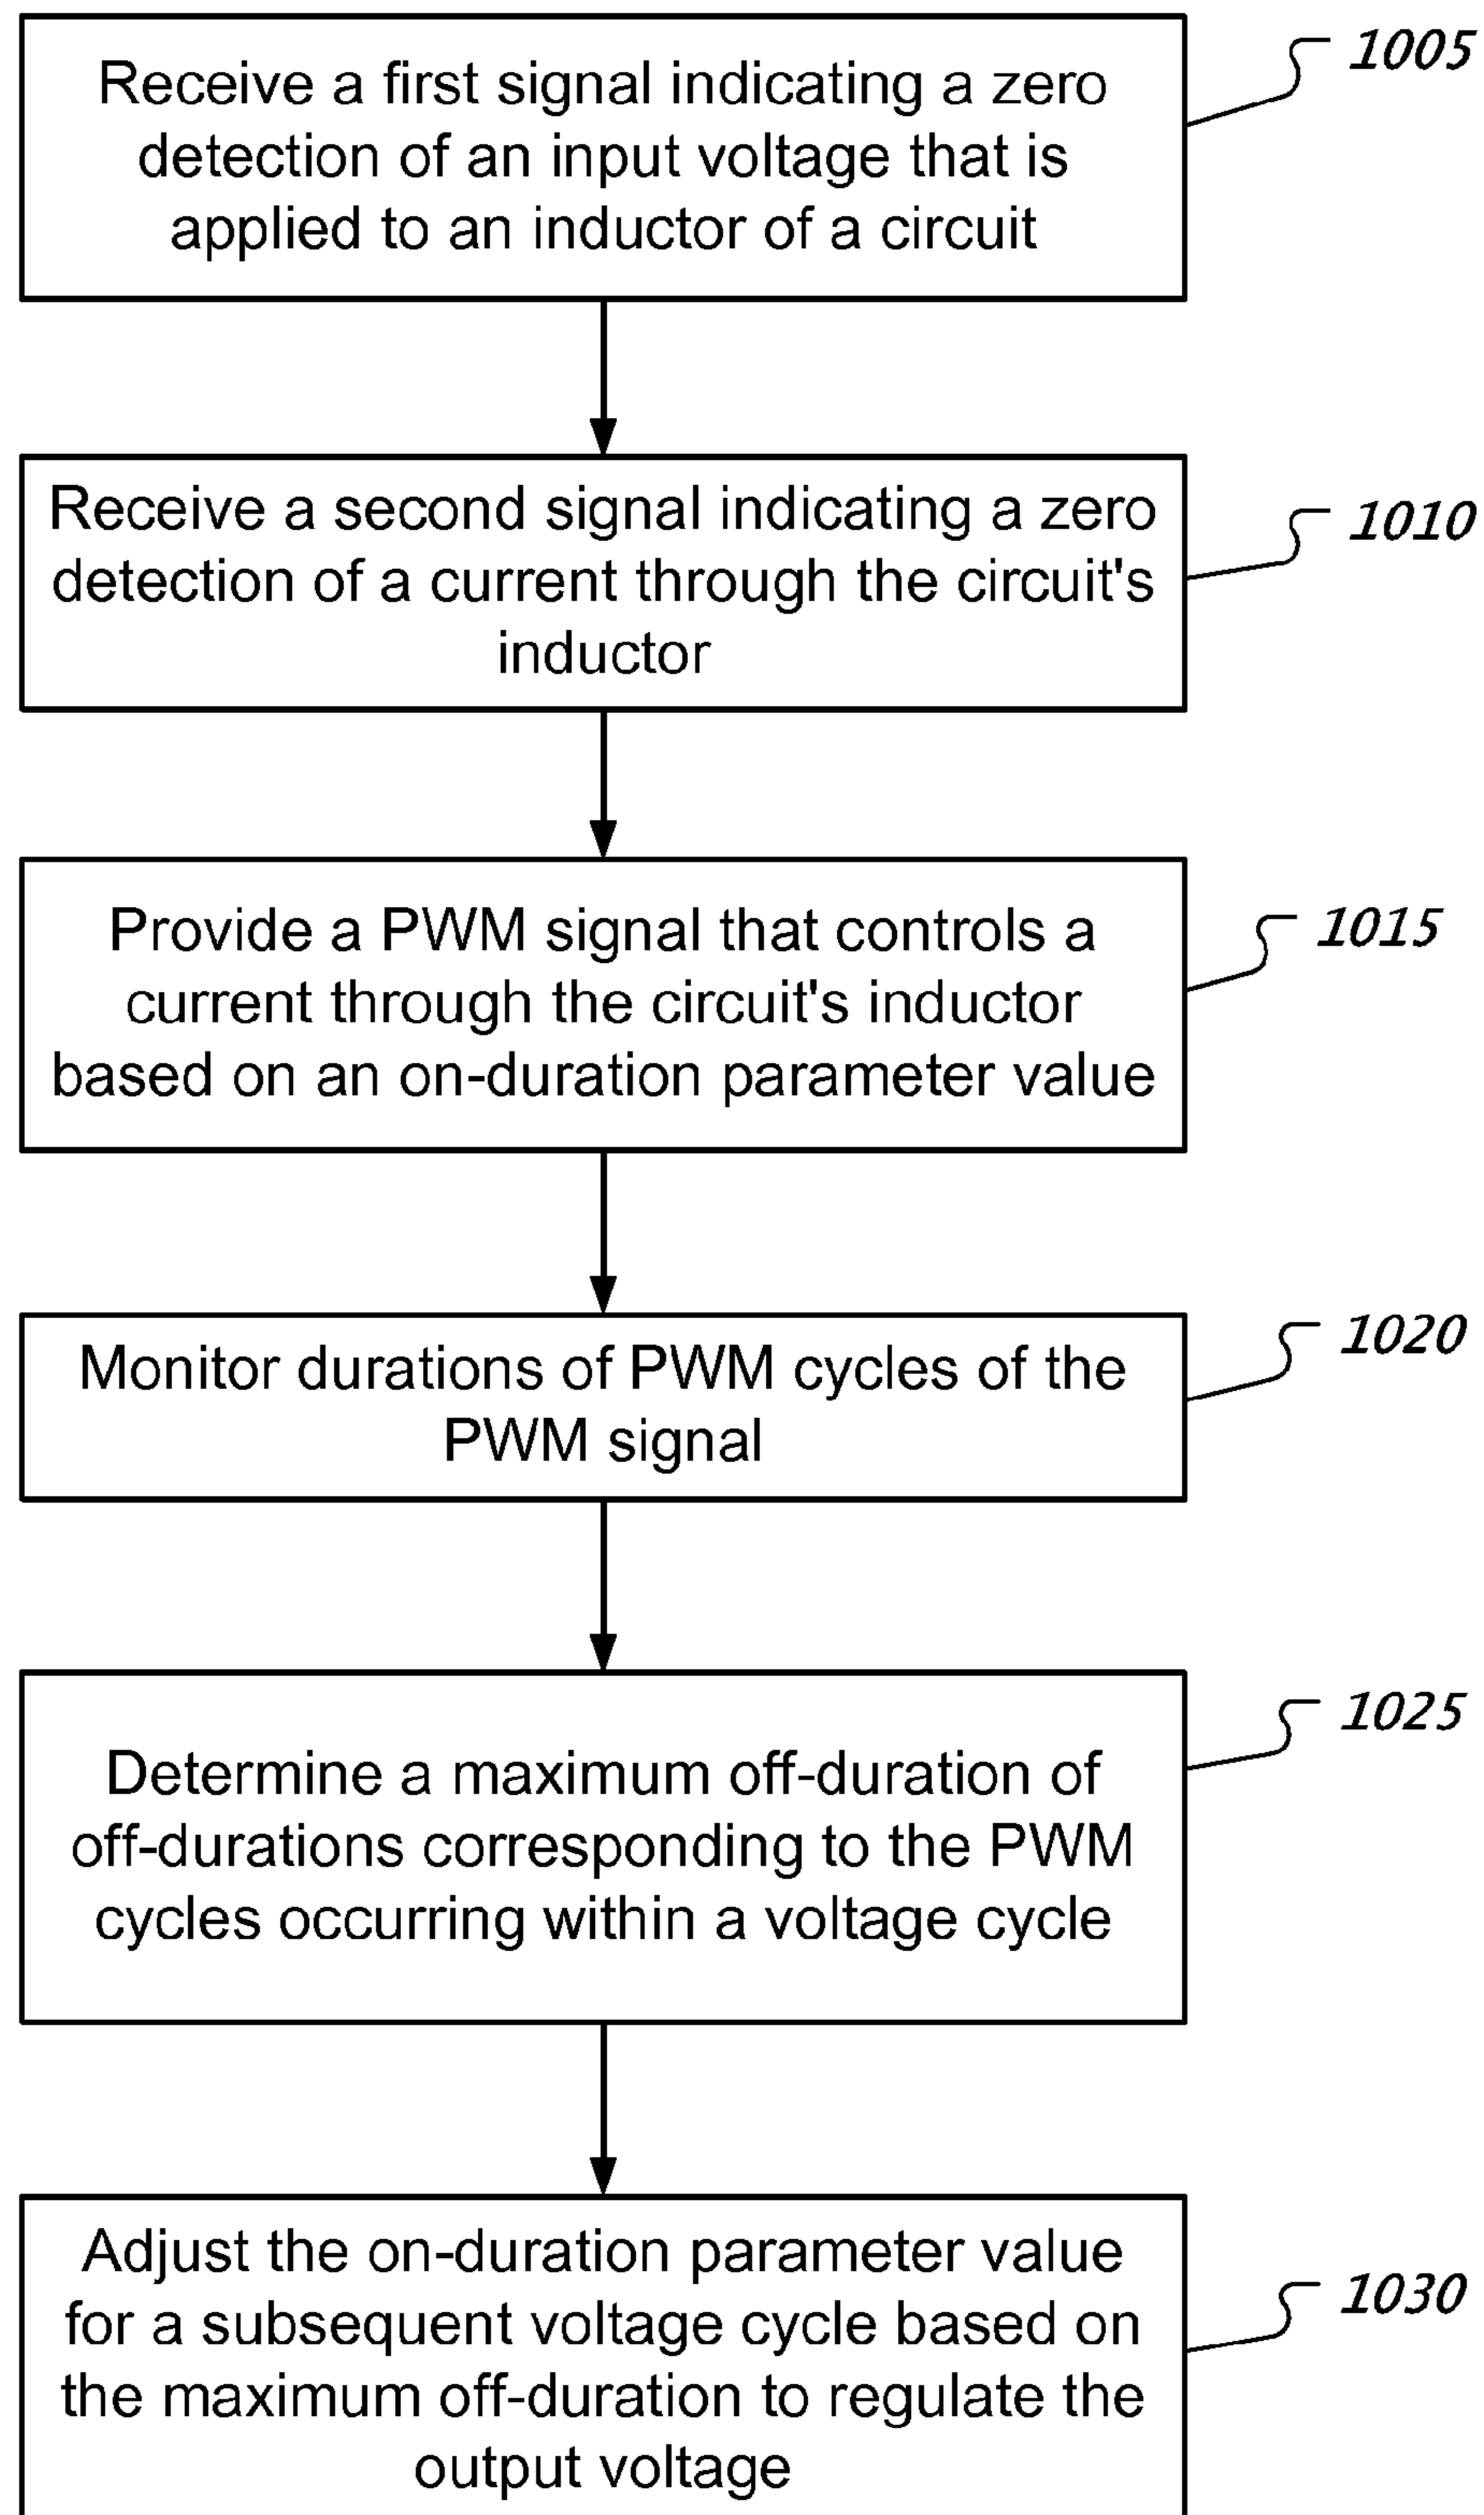 Receive a first signal indicating a zero
detection of an input voltage that is
applied to an inductor of a circuit
1005
Receive a second signal indicating a zero
detection of a current through the circuit's
inductor
1010
Provide a PWM signal that controls a
current through the circuit's inductor
based on an on-duration parameter value
1015
Monitor durations of PWM cycles of the
PWM signal
1020
Determine a maximum off-duration of
off-durations corresponding to the PWM
cycles occurring within a voltage cycle
1025
Adjust the on-duration parameter value
for a subsequent voltage cycle based on
the maximum off-duration to regulate the
output voltage
1030